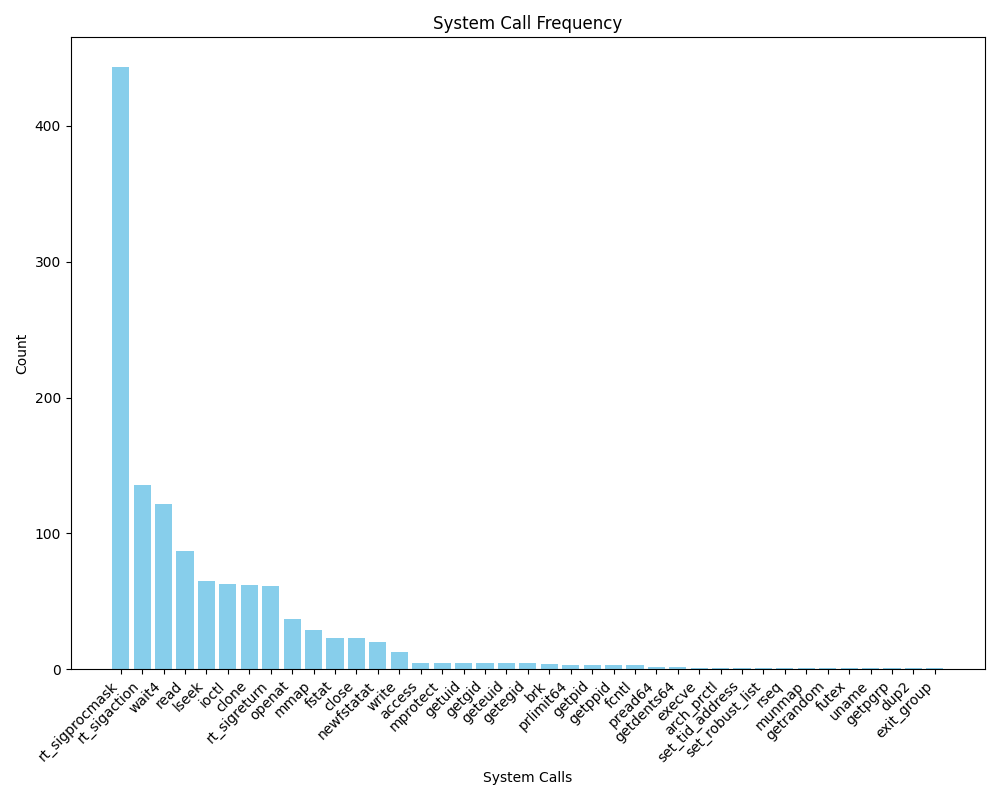 System Call Frequency
400
300
200
100
0
Count
rt_sigprocmask
rt_sigaction
wait4
read
lseek
ioctl
clone
rt_sigreturn
openat
mmap
fstat
close
newfstatat
write
access
mprotect
getuid
getgid
geteuid
getegid
brk
prlimit64
getpid
getppid
fcntl
pread64
getdents64
execve
arch_prctl
set_tid_address
set_robust_list
rseq
munmap
getrandom
futex
uname
getpgrp
dup2
exit_group
System Calls